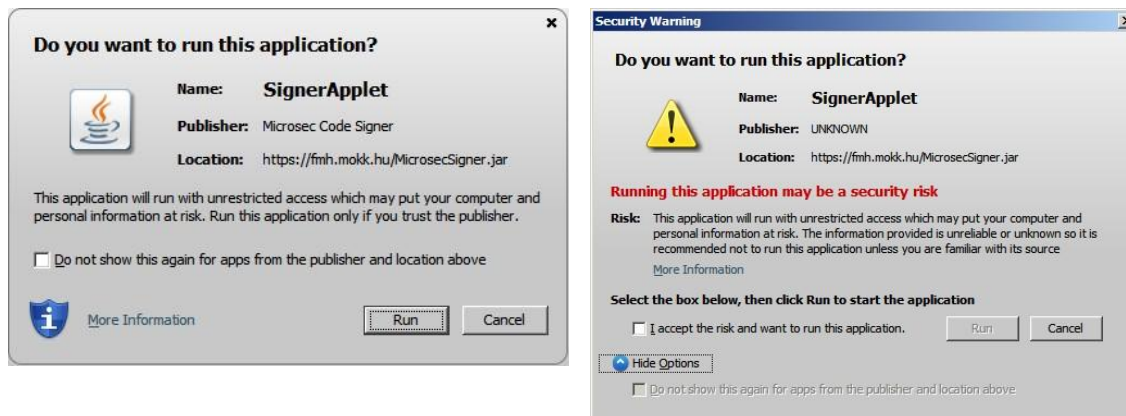 Do you want to run this application?
Name: SignerApplet
Publisher: Microsec Code Signer
Location: https://fmh.mokk.hu/MicrosecSigner.jar
This application will run with unrestricted access which may put your computer and
personal information at risk. Run this application only if you trust the publisher.
Do not show this again for apps from the publisher and location above
More Information
Run
Cancel
Security Warning
Do you want to run this application?
Name: SignerApplet
Publisher: UNKNOWN
Location: https://fmh.mokk.hu/MicrosecSigner.jar
Running this application may be a security risk
Risk: This application will run with unrestricted access which may put your computer and
personal information at risk. The information provided is unreliable or unknown so it is
recommended not to run this application unless you are familiar with its source
More Information
Select the box below, then click Run to start the application
I accept the risk and want to run this application.
Run
Cancel
Hide Options
Do not show this again for apps from the publisher and location above